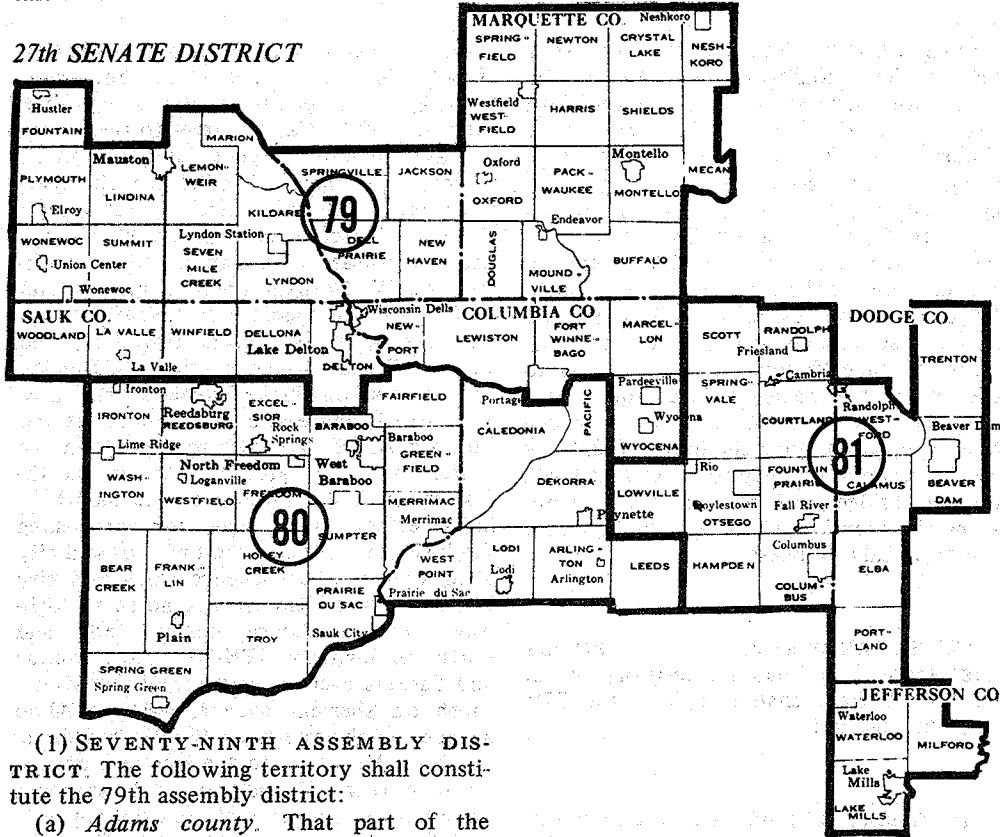 MARQUETTE CO. Neshkoro
27th SENATE DISTRICT
SPRING-
FIELD
NEWTON
CRYSTAL
LAKE
NESH-
KORO
Hustler
FOUNTAIN
Westfield
WEST-
FIELD
HARRIS
SHIELDS
MARION
Mauston
LEMON-
WEIR
PLYMOUTH
LINDINA
Elroy
SPRINGVILLE
JACKSON
Oxford
OXFORD
PACK-
WAUKEE
Montello
MONTELLO
MECAN
KILDARE
79
Endeavor
WONEWOC
SUMMIT
Lyndon Station
Union Center
SEVEN
MILE
CREEK
Wonewoc
LYNDON
DELL
PRAIRIE
NEW
HAVEN
DOUGLAS
MOUND-
VILLE
BUFFALO
SAUK CO.
WOODLAND
LA VALLE
WINFIELD
DELLONA
Lake Delton
DELTON
Wisconsin Dells
NEW-
PORT
COLUMBIA CO
LEWISTON
FORT
WINNE-
BAGO
MARCEL-
LON
La Valle
SCOTT
RANDOLPH
Friesland
DODGE CO.
TRENTON
Ironton
IRONTON
Reedsburg
REEDSBURG
EXCEL-
SIOR
Rock
Springs
FAIRFIELD
Portage
PACIFIC
Pardeeville
Wyocena
WYOCENA
SPRING-
VALE
Cambria
COURTLAND
Randolph
WEST-
FORD
Beaver Dam
BEAVER
DAM
Lime Ridge
BARABOO
Baraboo
West
Baraboo
GREEN-
FIELD
CALEDONIA
81
WASH-
INGTON
North Freedom
Loganville
WESTFIELD
FREEDOM
80
MERRIMAC
Merrimac
DEKORRA
LOWVILLE
Rio
Doylestown
OTSEGO
FOUNTAIN
PRAIRIE
Fall River
CALAMUS
Poynette
SUMPTER
BEAR
CREEK
FRANK-
LIN
HONEY
CREEK
Plain
TROY
PRAIRIE
DU SAC
Prairie du Sac
Sauk City
WEST
POINT
LODI
Lodi
ARLING-
TON
Arlington
LEEDS
HAMPDEN
Columbus
COLUM-
BUS
ELBA
PORT-
LAND
SPRING GREEN
Spring Green
JEFFERSON CO
Waterloo
WATERLOO
MILFORD
Lake
Mills
LAKE
MILLS
(1) SEVENTY-NINTH ASSEMBLY DIS-
TRICT. The following territory shall consti-
tute the 79th assembly district:
(a) Adams county. That part of the